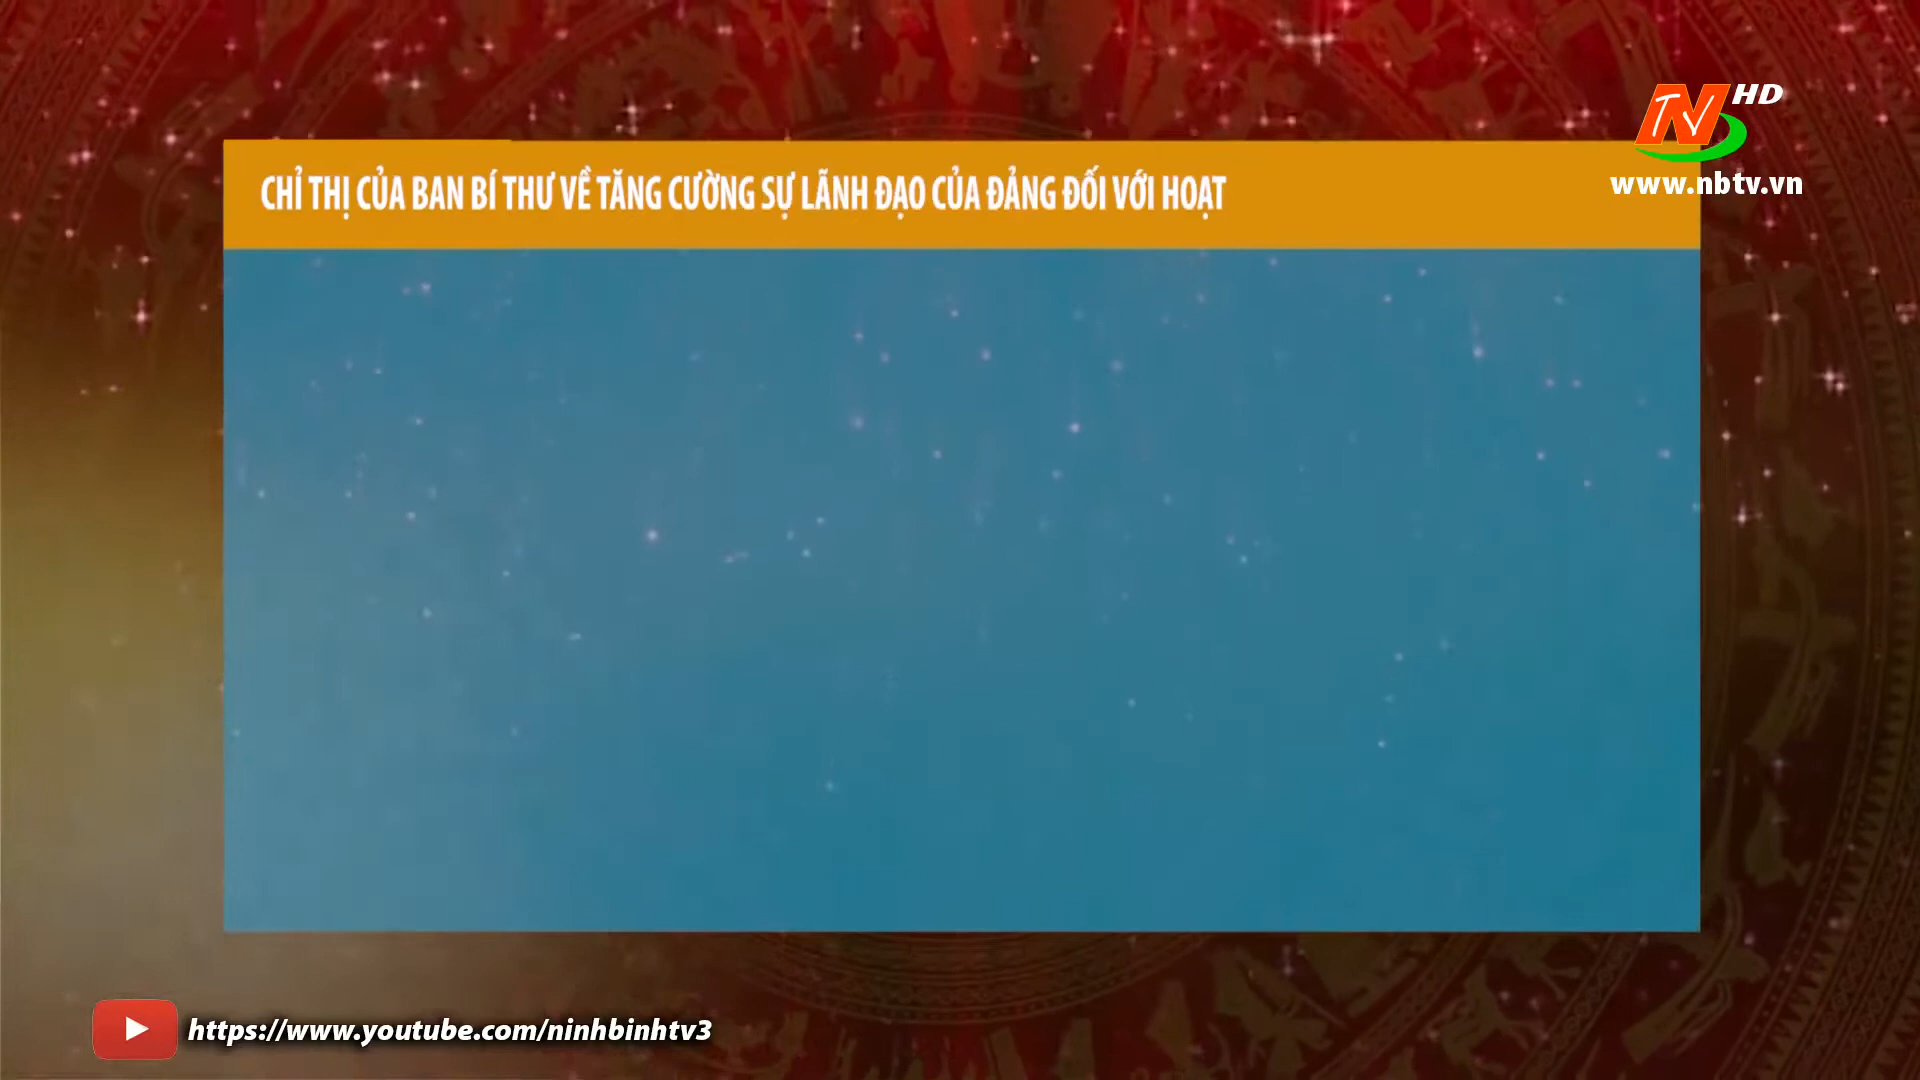 NTV HD
www.nbtv.vn
CHỈ THỊ CỦA BAN BÍ THƯ VỀ TĂNG CƯỜNG SỰ LÃNH ĐẠO CỦA ĐẢNG ĐỐI VỚI HOẠT
https://www.youtube.com/ninhbinhtv3